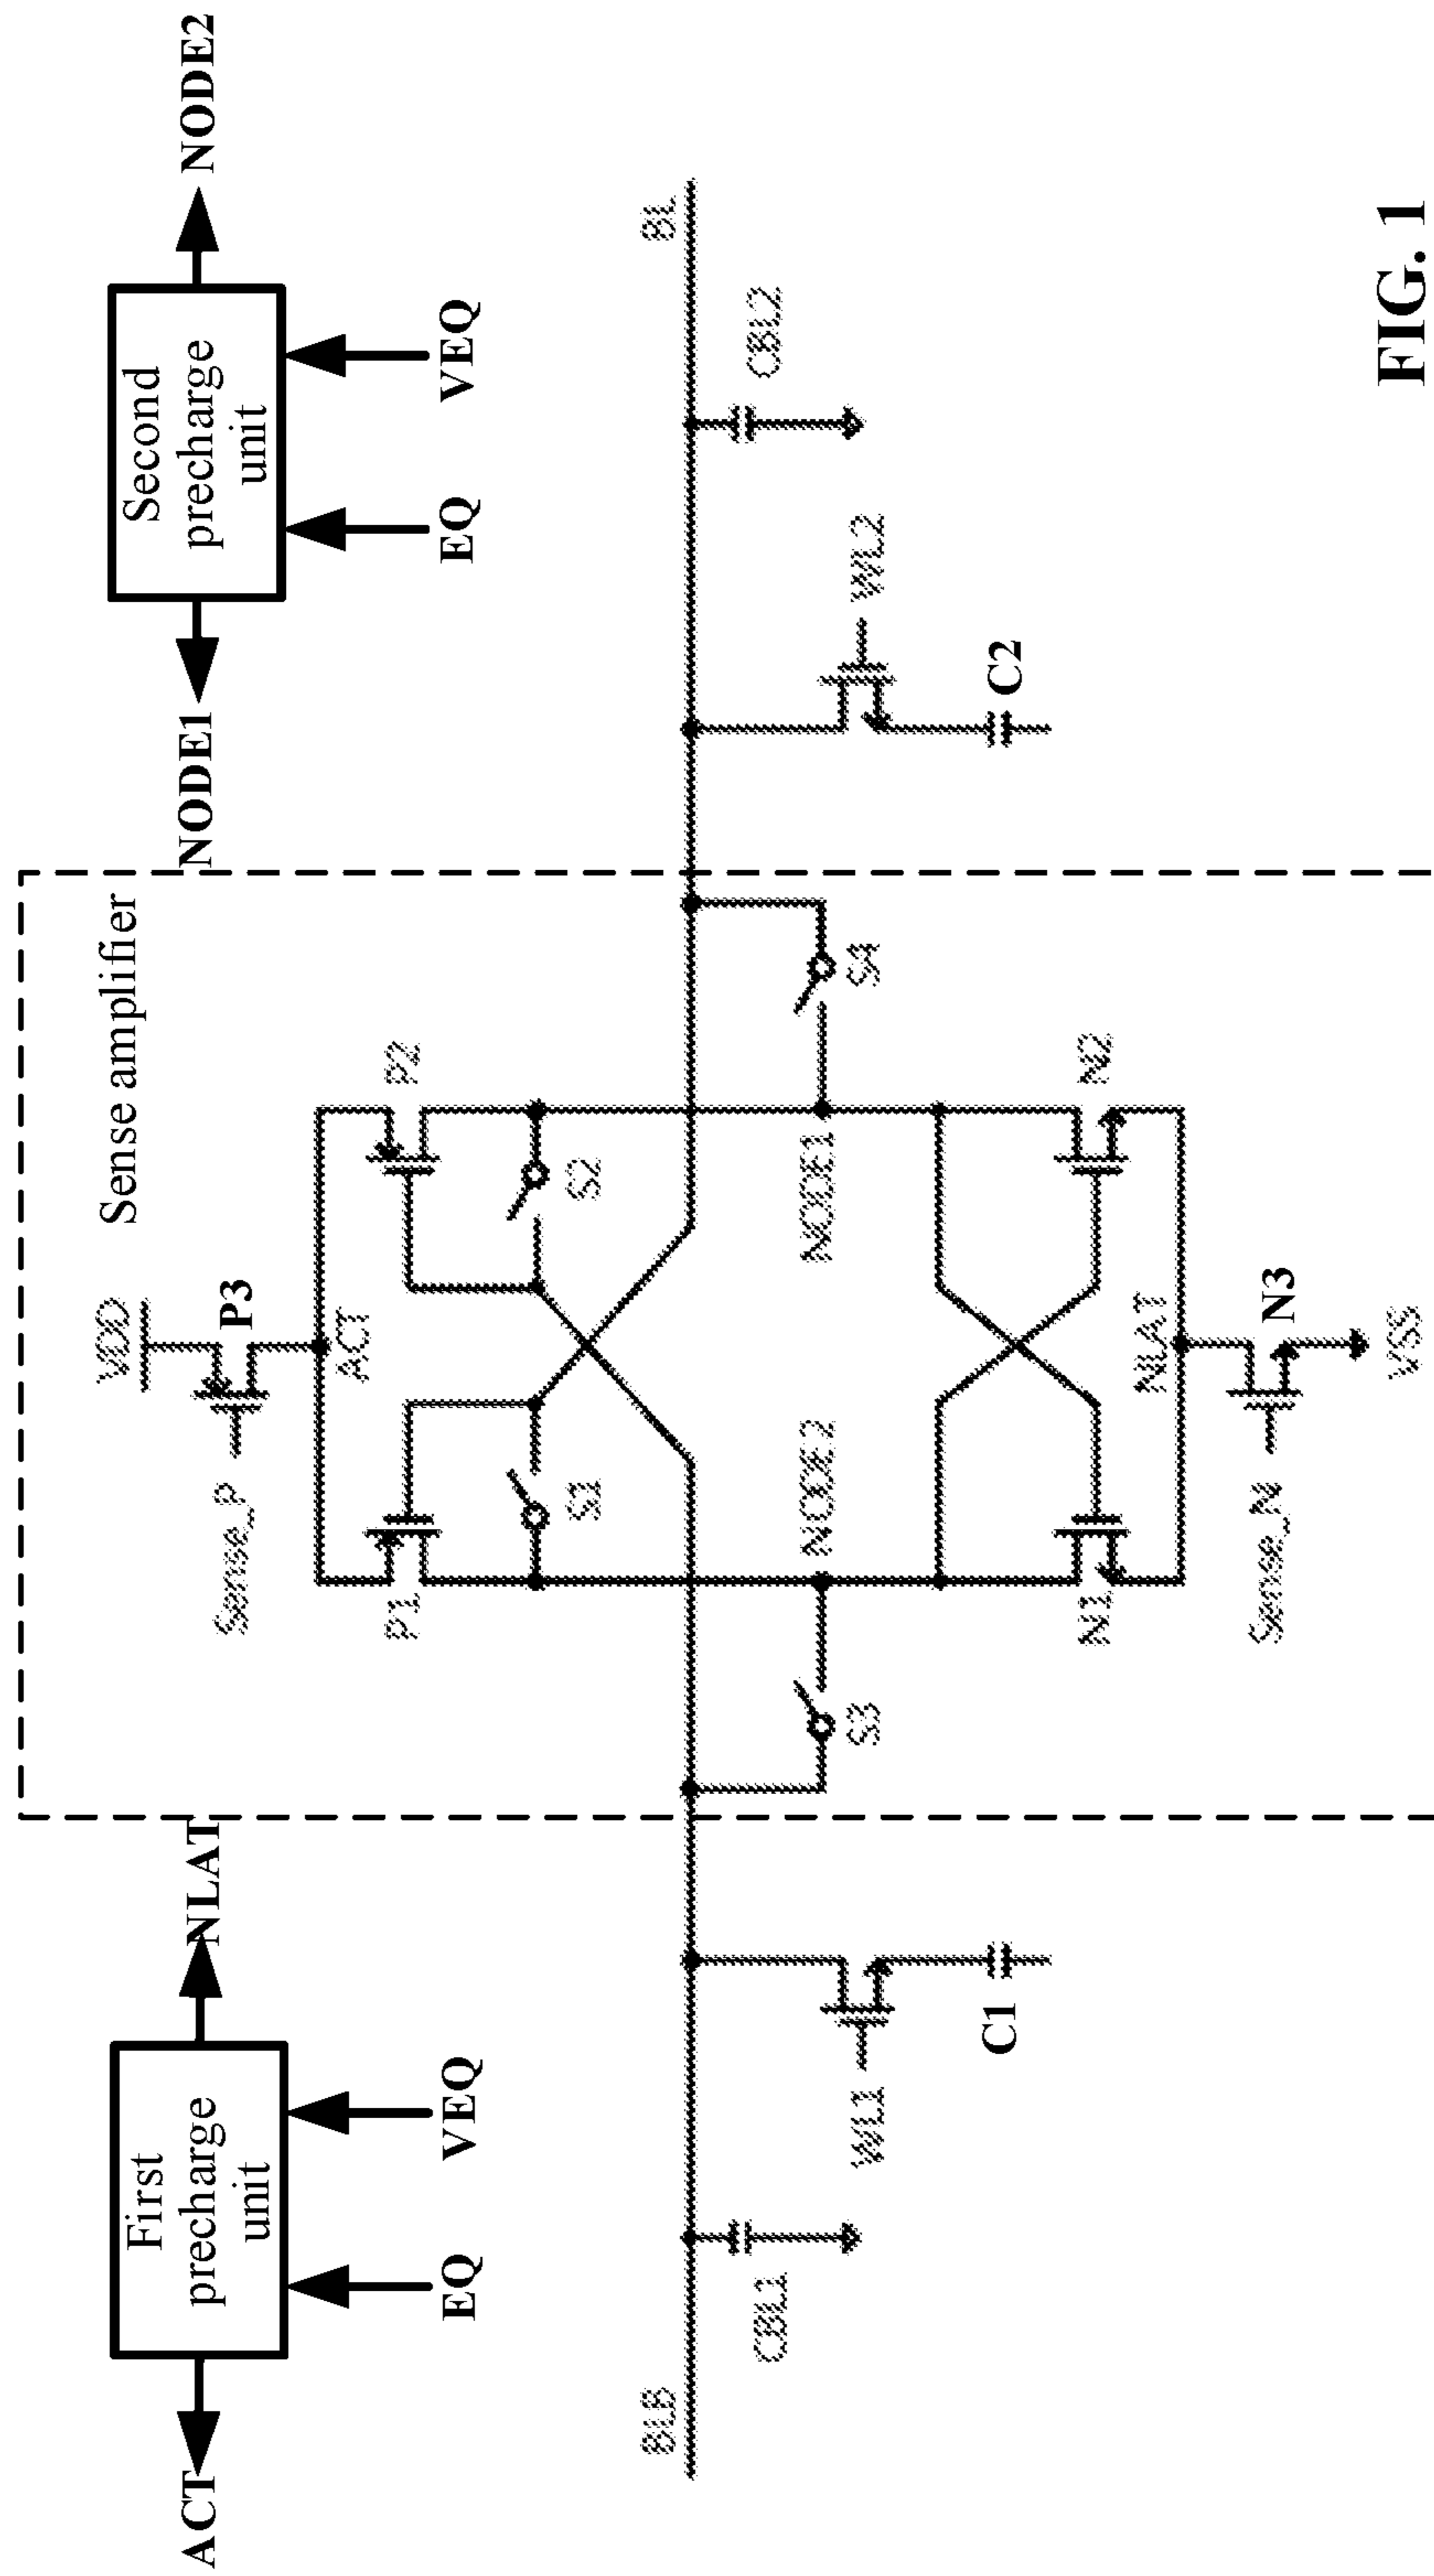 First
precharge
unit
ACT
NLAT
EQ
VEQ
Second
precharge
unit
NODE1
NODE2
EQ
VEQ
Sense amplifier
VDD
Sense_P
P3
ACT
P1
P2
S1
S2
BLB
BL
CBL1
WL1
C1
S3
NODE2
NODE1
S4
WL2
C2
CBL2
N1
N2
NLAT
Sense_N
N3
VSS
FIG. 1